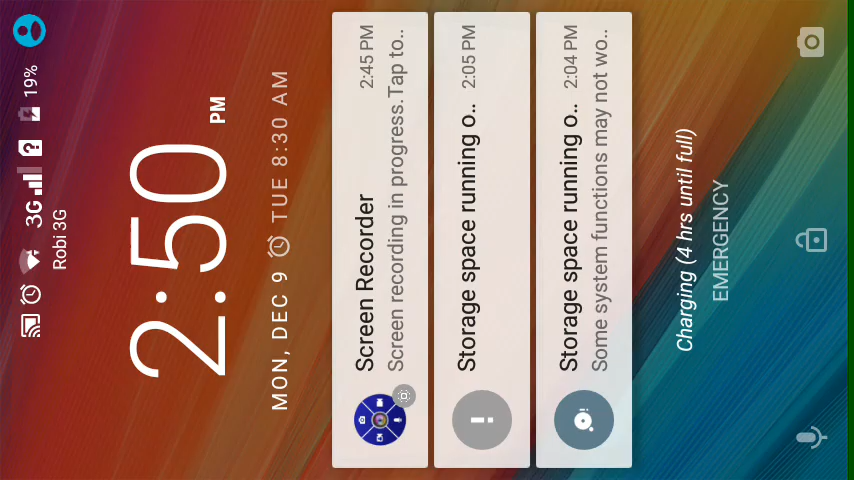 3G
19%
Robi 3G
2:50 PM
MON, DEC 9 TUE 8:30 AM
Screen Recorder 2:45 PM
Screen recording in progress.Tap to..
Storage space running o.. 2:05 PM
Storage space running o.. 2:04 PM
Some system functions may not wo..
Charging (4 hrs until full)
EMERGENCY